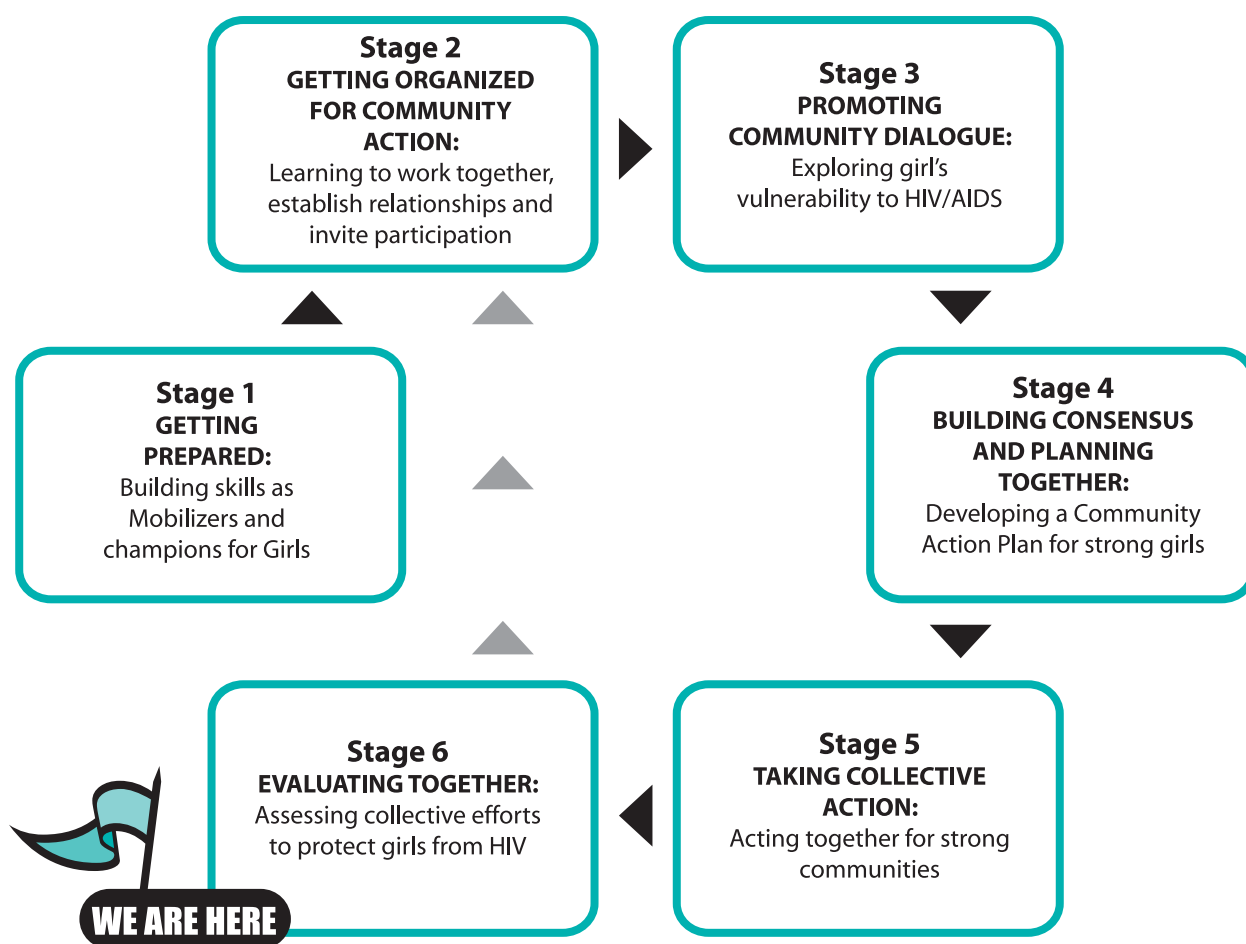 Stage 2
GETTING ORGANIZED
FOR COMMUNITY
ACTION:
Learning to work together,
establish relationships and
invite participation
Stage 3
PROMOTING
COMMUNITY DIALOGUE:
Exploring girl's
vulnerability to HIV/AIDS
Stage 1
GETTING
PREPARED:
Building skills as
Mobilizers and
champions for Girls
Stage 4
BUILDING CONSENSUS
AND PLANNING
TOGETHER:
Developing a Community
Action Plan for strong girls
Stage 6
EVALUATING TOGETHER:
Assessing collective efforts
to protect girls from HIV
Stage 5
TAKING COLLECTIVE
ACTION:
Acting together for strong
communities
WE ARE HERE